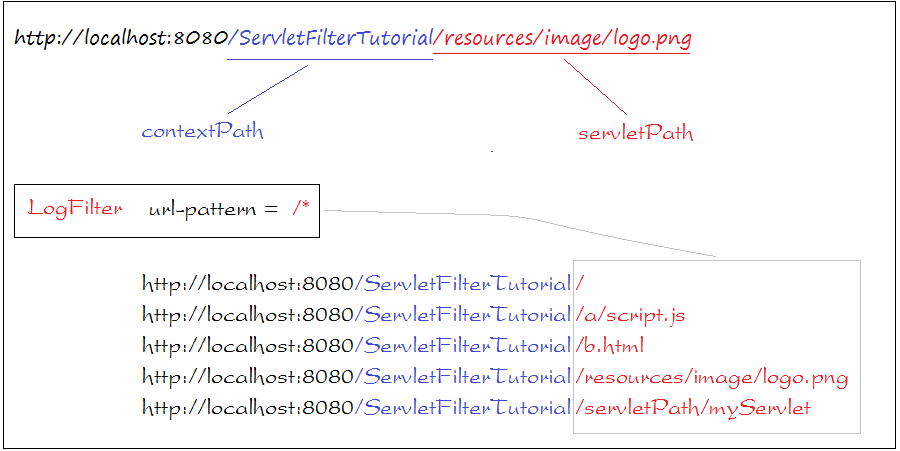 http://localhost:8080/ServletFilterTutorial/resources/image/logo.png
contextPath servletPath
LogFilter url-pattern = /*
http://localhost:8080/ServletFilterTutorial/
http://localhost:8080/ServletFilterTutorial/a/script.js
http://localhost:8080/ServletFilterTutorial/b.html
http://localhost:8080/ServletFilterTutorial/resources/image/logo.png
http://localhost:8080/ServletFilterTutorial/servletPath/myServlet